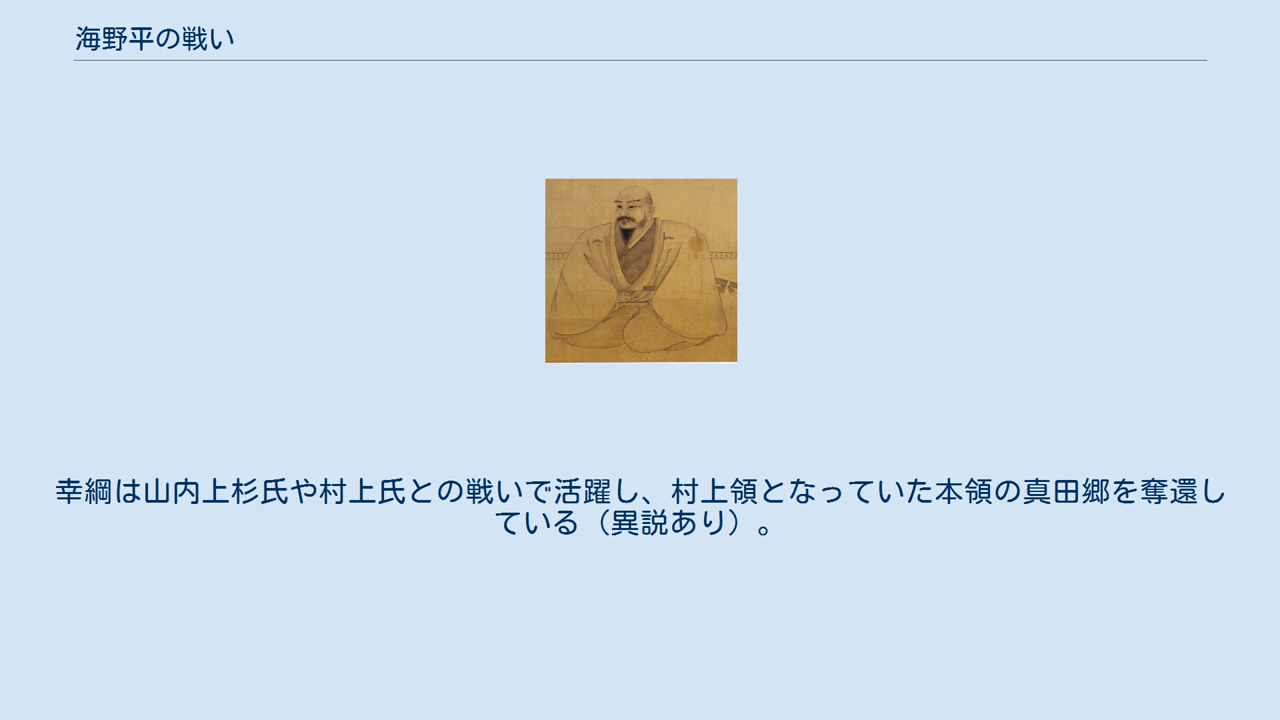 海野平の戦い
幸綱は山内上杉氏や村上氏との戦いで活躍し、村上領となっていた本領の真田郷を奪還し
ている（異説あり）。